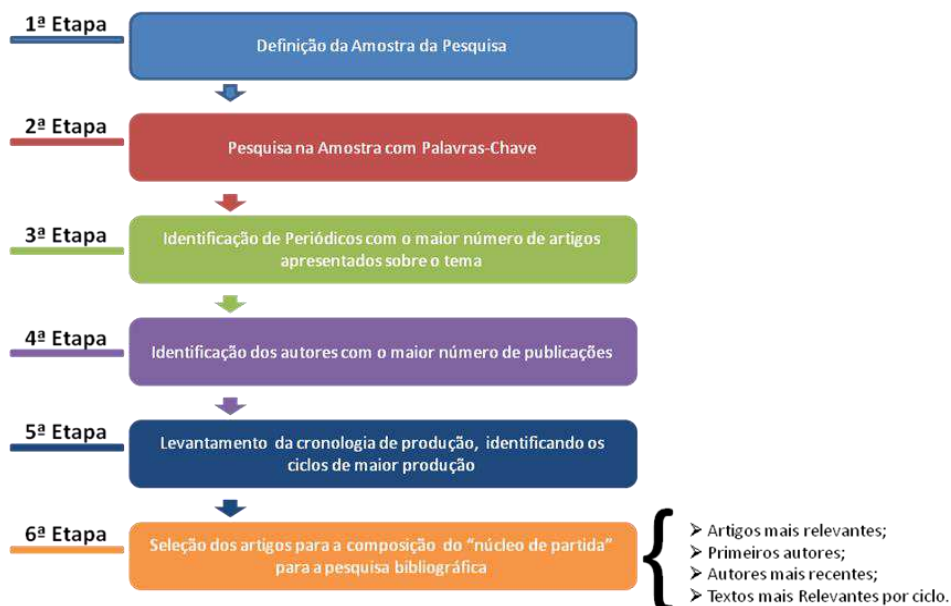 1ª Etapa
Definição da Amostra da Pesquisa
2ª Etapa
Pesquisa na Amostra com Palavras-Chave
3ª Etapa
Identificação de Periódicos com o maior número de artigos
apresentados sobre o tema
4ª Etapa
Identificação dos autores com o maior número de publicações
5ª Etapa
Levantamento da cronologia de produção, identificando os
ciclos de maior produção
6ª Etapa
Seleção dos artigos para a composição do “núcleo de partida”
para a pesquisa bibliográfica
➢ Artigos mais relevantes;
➢ Primeiros autores;
➢ Autores mais recentes;
➢ Textos mais Relevantes por ciclo.